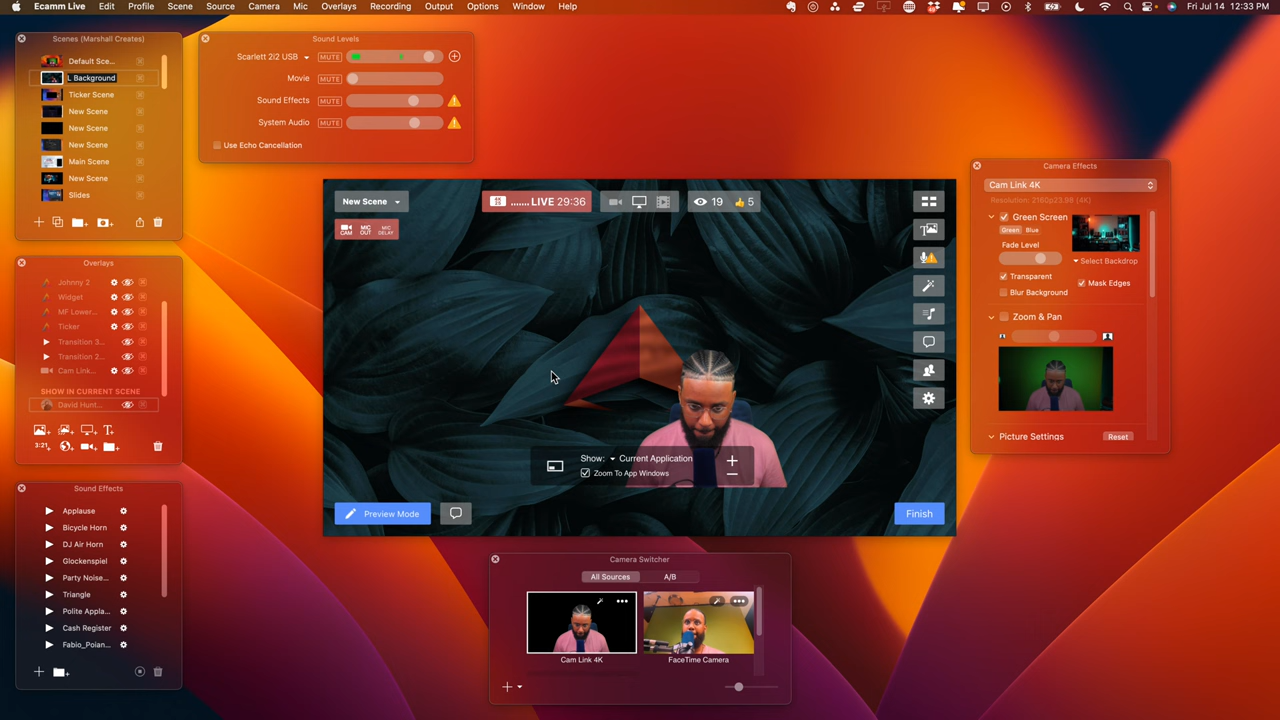 Ecamm Live Edit Profile Scene Source Camera Mic Overlays Recording Output Options Window Help Fri Jul 14 12:33 PM
Scenes (Marshall Creates)
Default Sce...
L Background
Ticker Scene
New Scene
New Scene
New Scene
Main Scene
New Scene
Slides
Sound Levels
Scarlett 2i2 USB MUTE
Movie MUTE
Sound Effects MUTE
System Audio MUTE
Use Echo Cancellation
Overlays
Johnny 2
Widget
MF Lower...
Ticker
Transition 3...
Transition 2...
Cam Link...
SHOW IN CURRENT SCENE
David Hunt...
3:21
Sound Effects
Applause
Bicycle Horn
DJ Air Horn
Glockenspiel
Party Noise...
Triangle
Polite Appla...
Cash Register
Fabio_Poian...
New Scene
....... LIVE 29:36
19 5
CAM MIC OUT MIC DELAY
Show: Current Application
Zoom To App Windows
Preview Mode
Finish
Camera Switcher
All Sources A/B
Cam Link 4K FaceTime Camera
Camera Effects
Cam Link 4K
Resolution: 2160p23.98 (4K)
Green Screen
Green Blue
Fade Level
Select Backdrop
Transparent
Mask Edges
Blur Background
Zoom & Pan
Picture Settings Reset